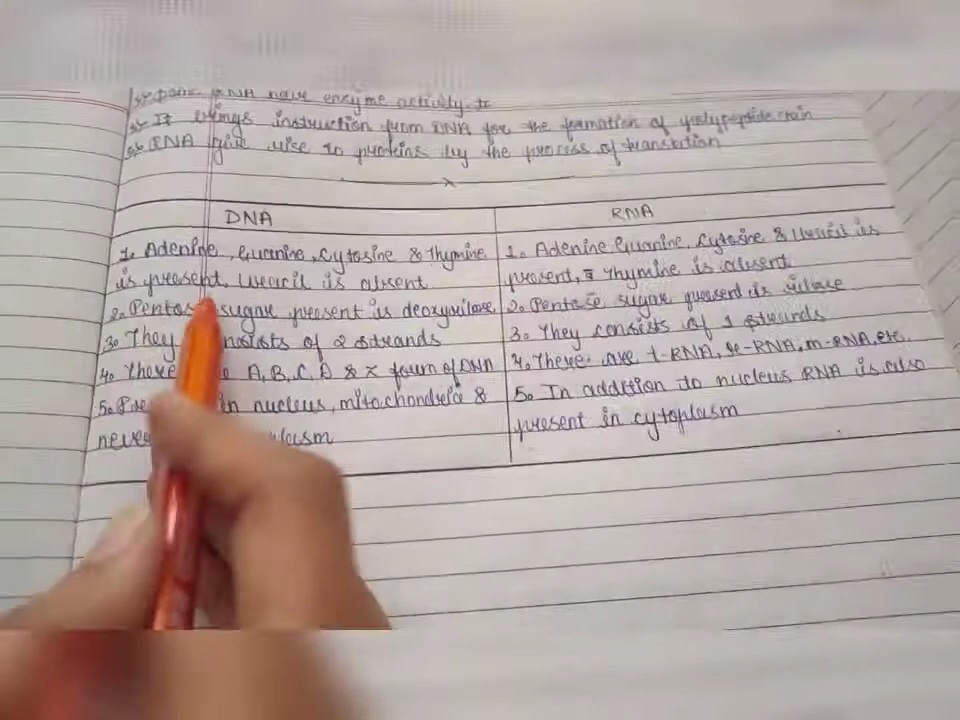 RNA have enzyme activity
It brings instruction from DNA for the formation of polypeptide chain
RNA give rise to proteins by the process of translation
DNA
RNA
1. Adenine, Guanine, Cytosine & Thymine
is present, Uracil is absent
2. Pentos sugar present is deoxyribose
3. They nsists of 2 strands
4. There A, B, C, D & Z form of DNA
5. in nucleus, mitochondria &
never plasm
1. Adenine Guanine, Cytosine & Uracil is
present, Thymine is absent
2. Pentose sugar present is ribose
3. They consists of 1 strands
4. There are t-RNA, r-RNA, m-RNA, etc.
5. In addition to nucleus RNA is also
present in cytoplasm